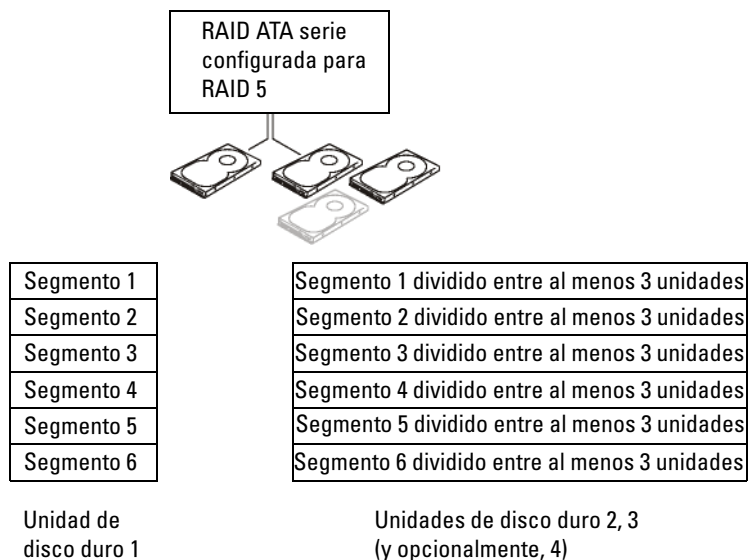 RAID ATA serie
configurada para
RAID 5
Segmento 1
Segmento 1 dividido entre al menos 3 unidades
Segmento 2
Segmento 2 dividido entre al menos 3 unidades
Segmento 3
Segmento 3 dividido entre al menos 3 unidades
Segmento 4
Segmento 4 dividido entre al menos 3 unidades
Segmento 5
Segmento 5 dividido entre al menos 3 unidades
Segmento 6
Segmento 6 dividido entre al menos 3 unidades
Unidad de
disco duro 1
Unidades de disco duro 2, 3
(y opcionalmente, 4)